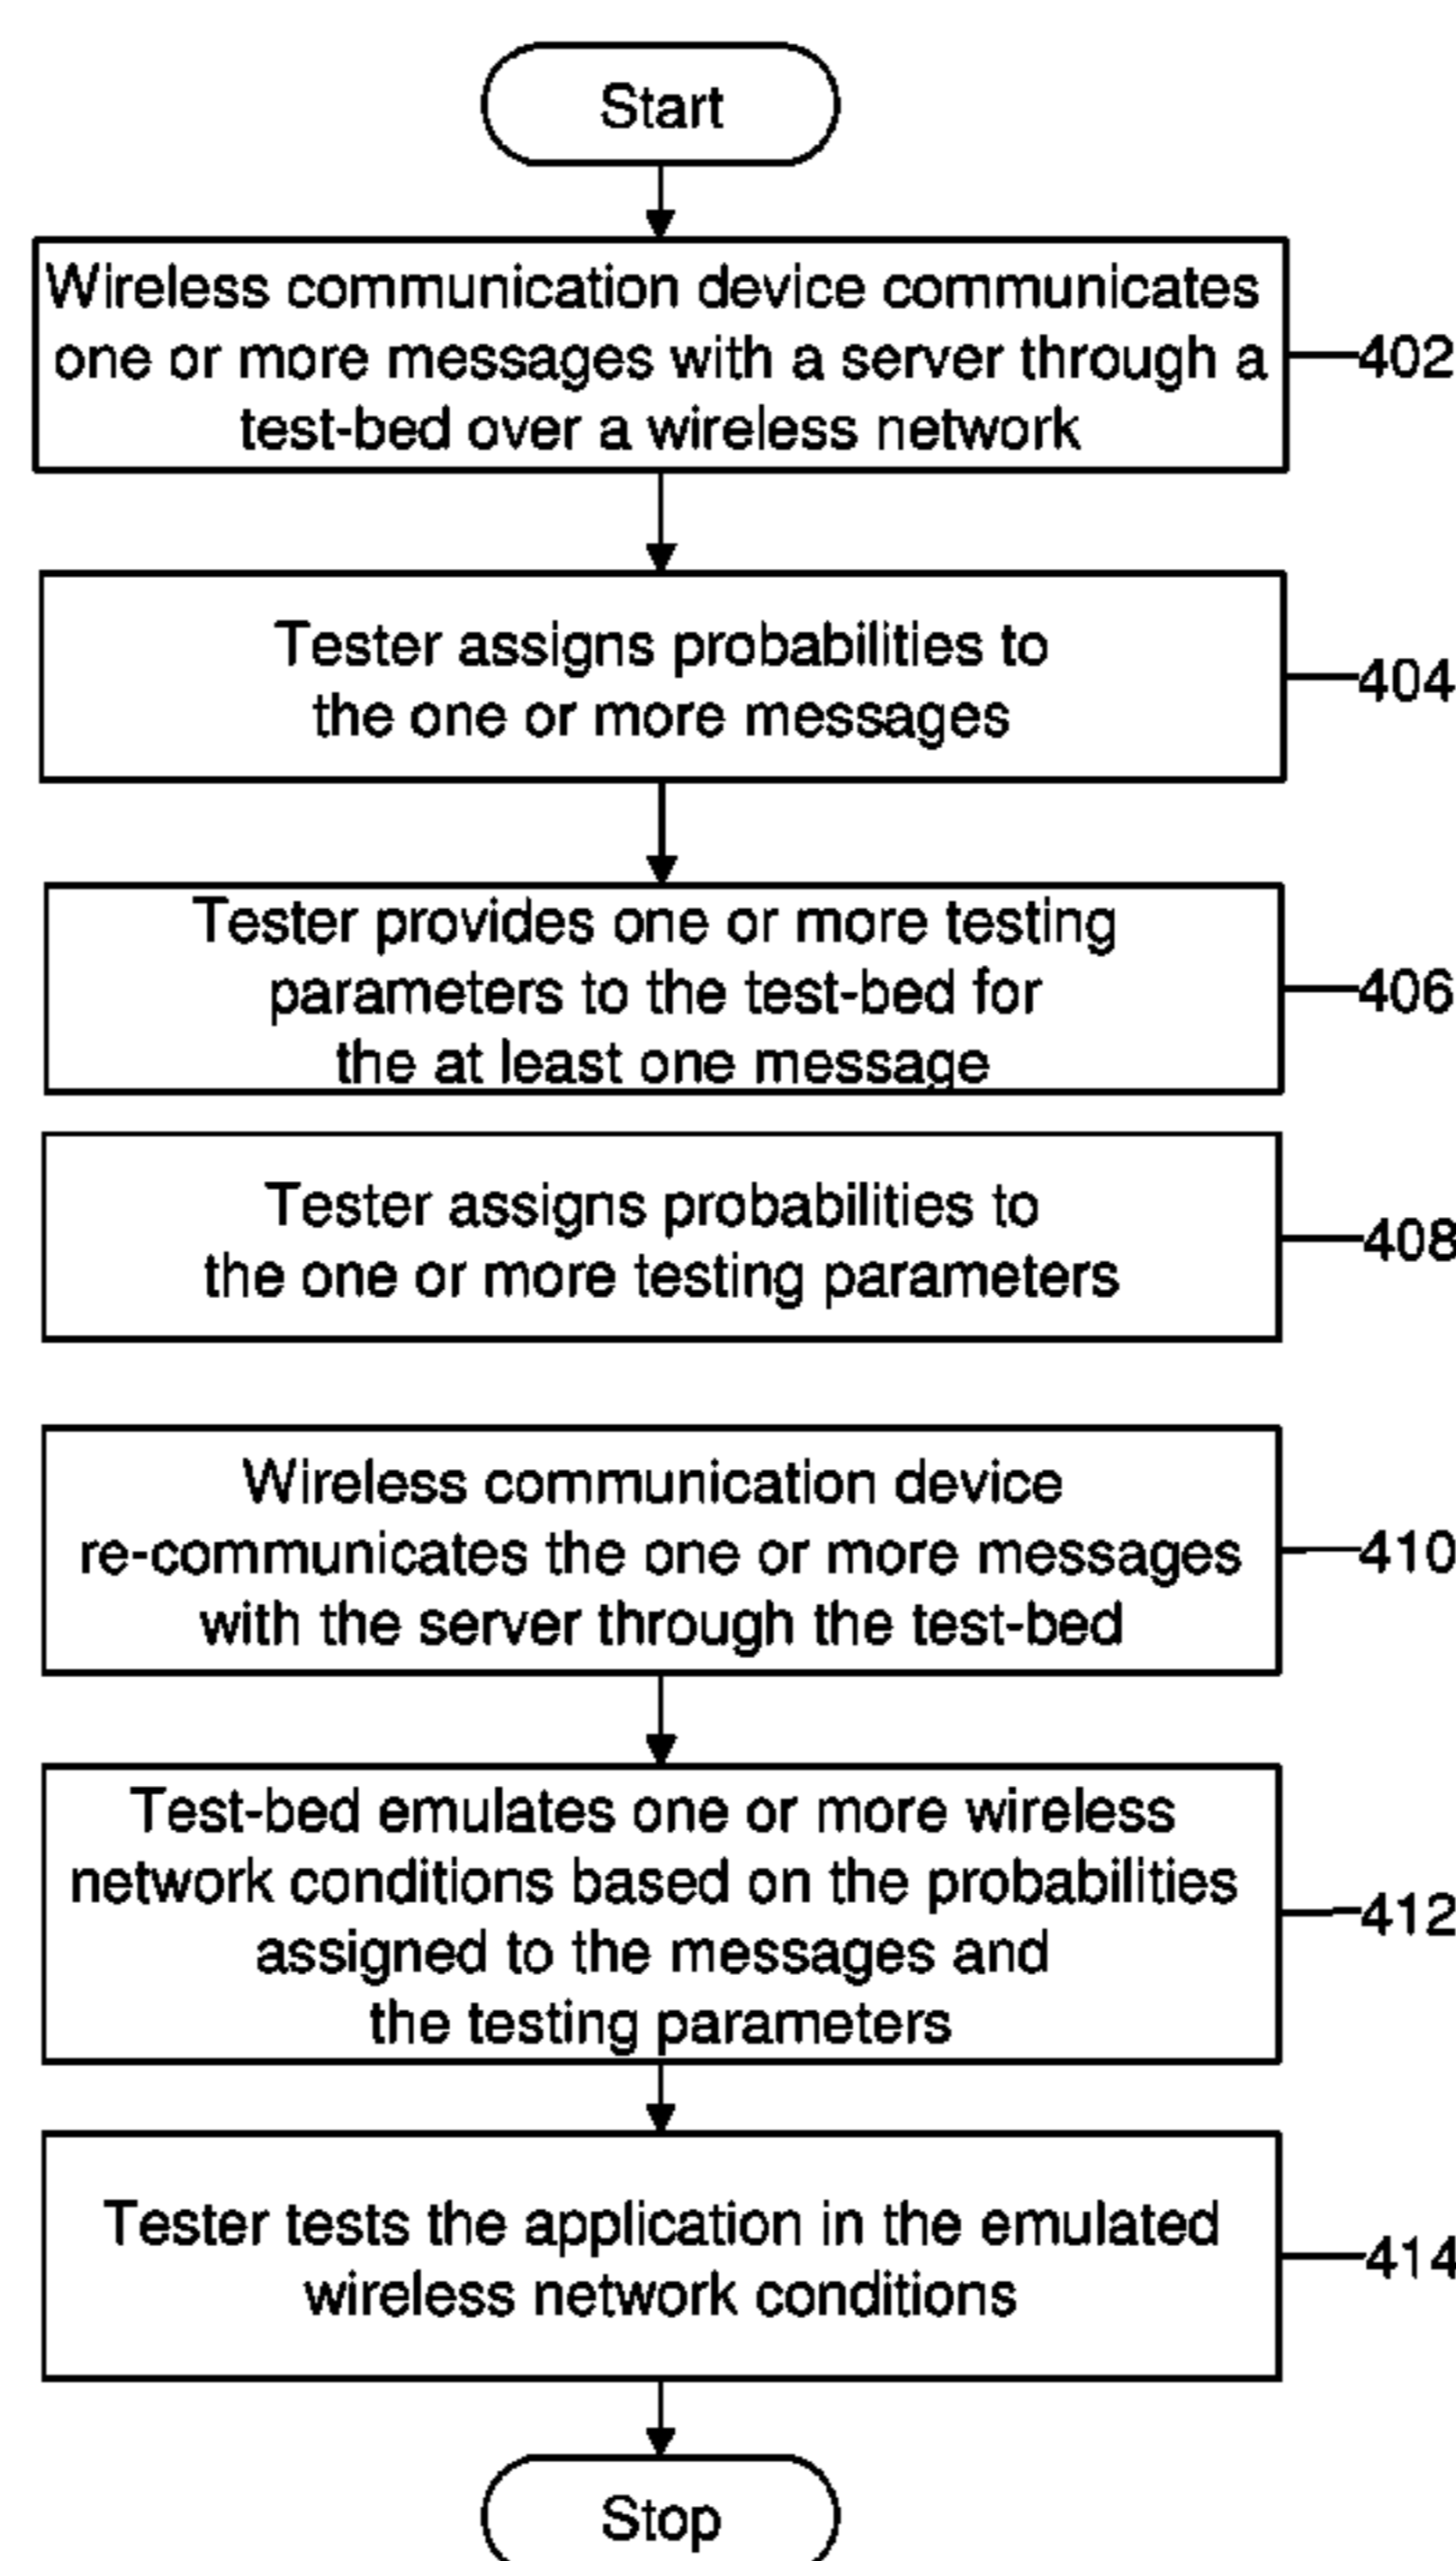 Start
Wireless communication device communicates
one or more messages with a server through a
test-bed over a wireless network
402
Tester assigns probabilities to
the one or more messages
404
Tester provides one or more testing
parameters to the test-bed for
the at least one message
406
Tester assigns probabilities to
the one or more testing parameters
408
Wireless communication device
re-communicates the one or more messages
with the server through the test-bed
410
Test-bed emulates one or more wireless
network conditions based on the probabilities
assigned to the messages and
the testing parameters
412
Tester tests the application in the emulated
wireless network conditions
414
Stop